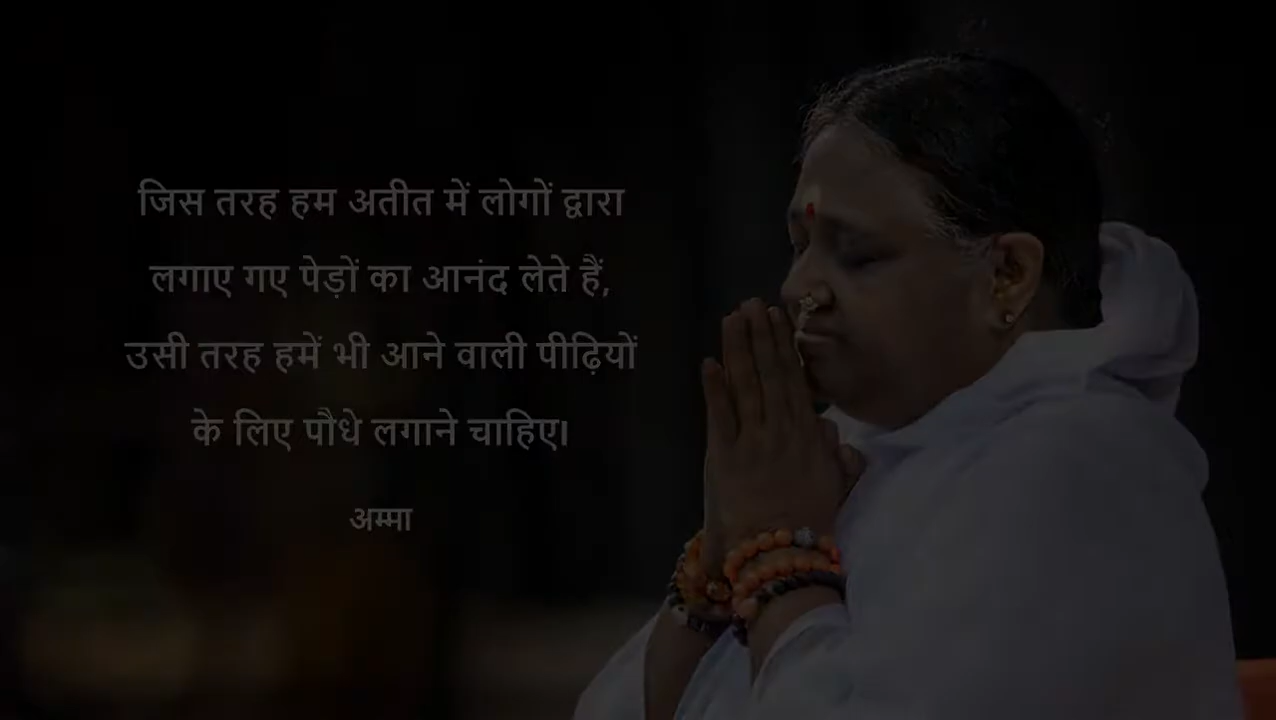 जिस तरह हम अतीत में लोगों द्वारा
लगाए गए पेड़ों का आनंद लेते हैं,
उसी तरह हमें भी आने वाली पीढ़ियों
के लिए पौधे लगाने चाहिए।
अम्मा